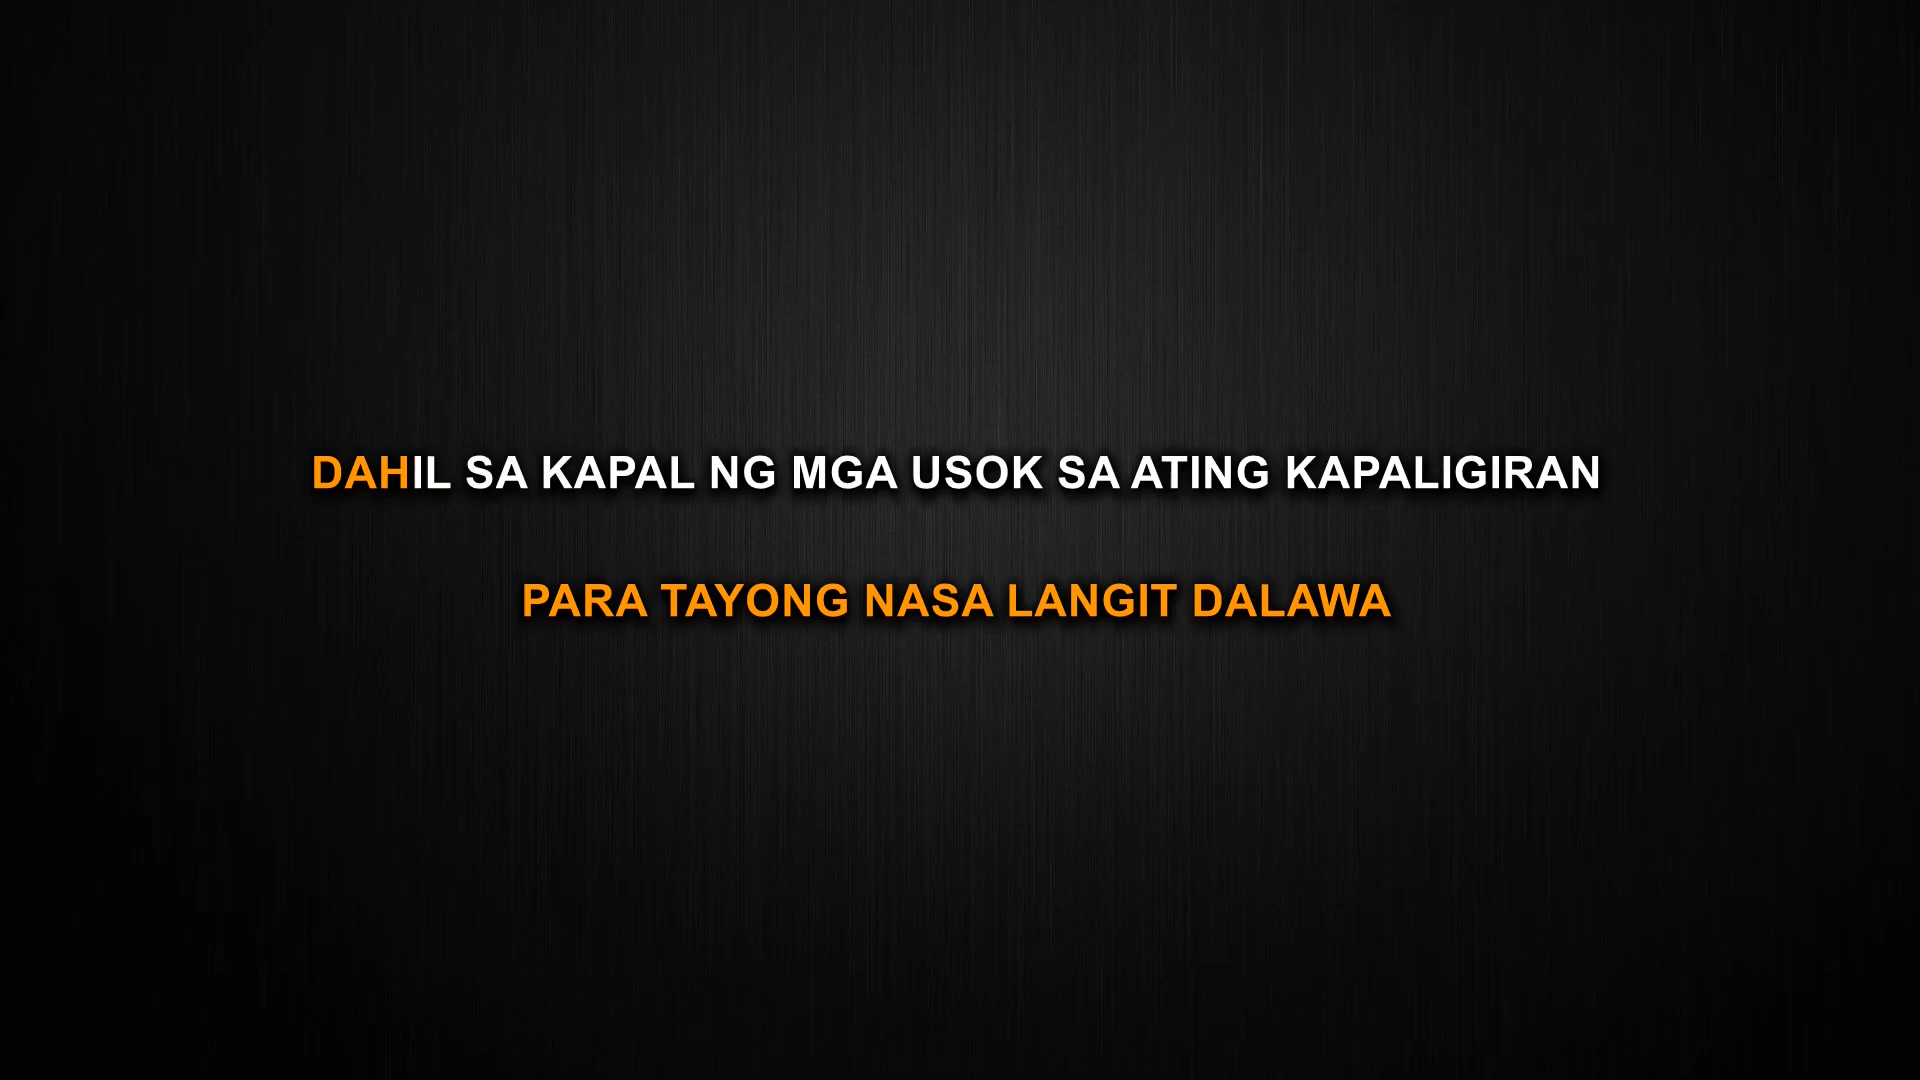 DAHIL SA KAPAL NG MGA USOK SA ATING KAPALIGIRAN
PARA TAYONG NASA LANGIT DALAWA